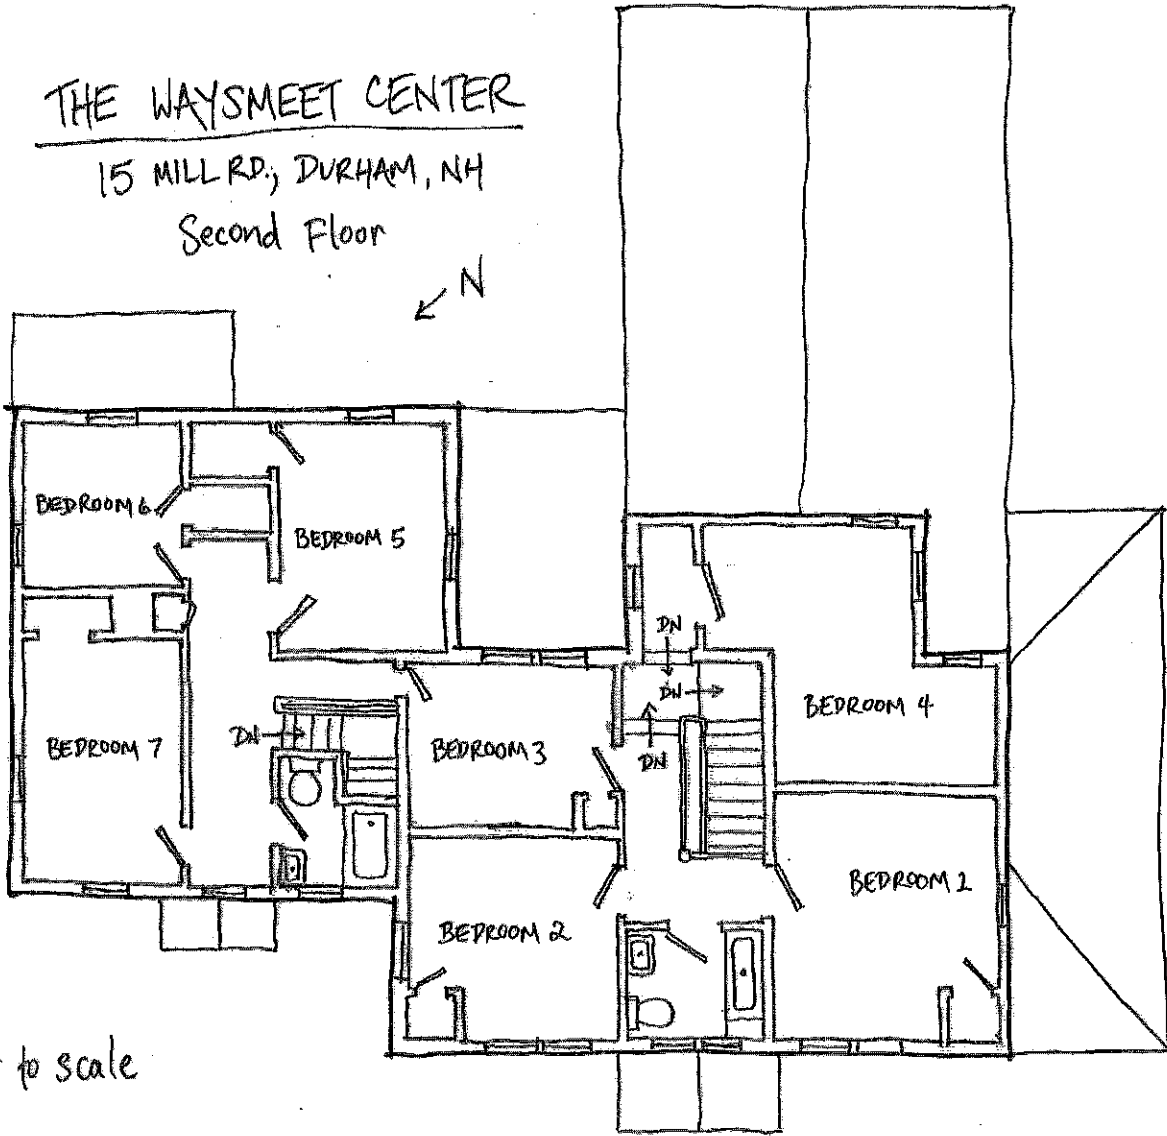 THE WAYSMEET CENTER
15 MILL RD., DURHAM, NH
Second Floor
N
BEDROOM 6
BEDROOM 5
DN
DN
BEDROOM 4
DN
BEDROOM 7
BEDROOM 3
DN
BEDROOM 1
BEDROOM 2
to scale